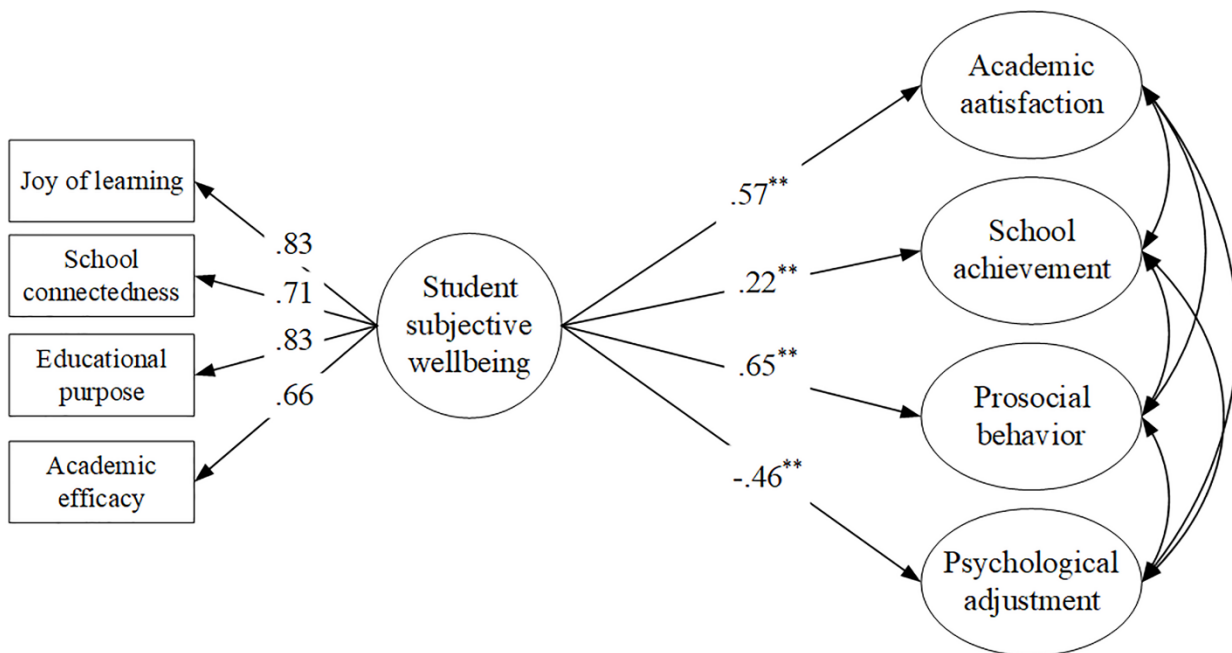 Joy of learning
School
connectedness
Educational
purpose
Academic
efficacy
.83
.71
.83
.66
Student
subjective
wellbeing
.57**
.22**
.65**
-.46**
Academic
aatisfaction
School
achievement
Prosocial
behavior
Psychological
adjustment